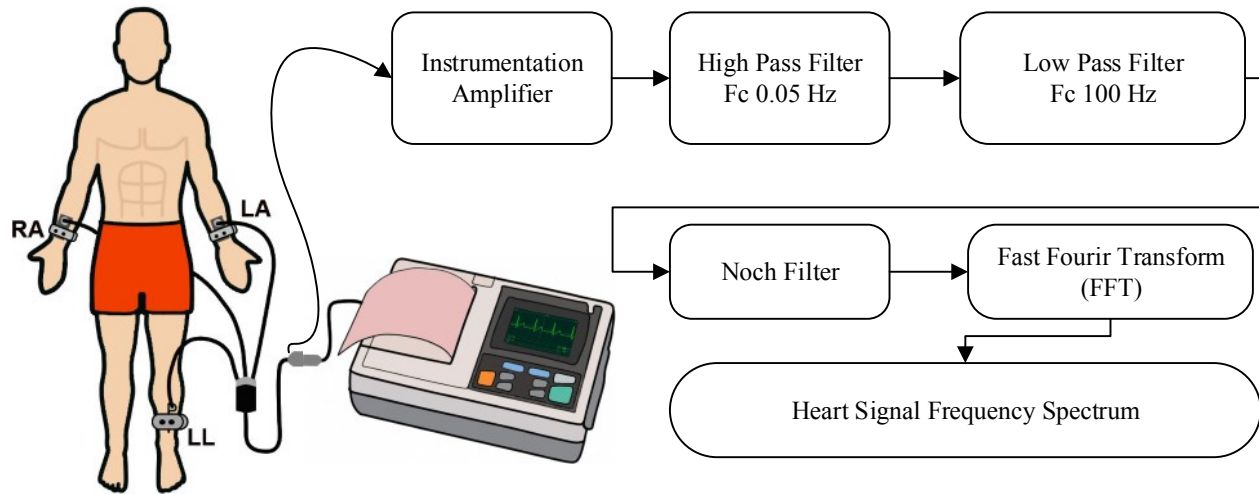 Instrumentation
Amplifier
High Pass Filter
Fc 0.05 Hz
Low Pass Filter
Fc 100 Hz
RA
LA
LL
Noch Filter
Fast Fourir Transform
(FFT)
Heart Signal Frequency Spectrum